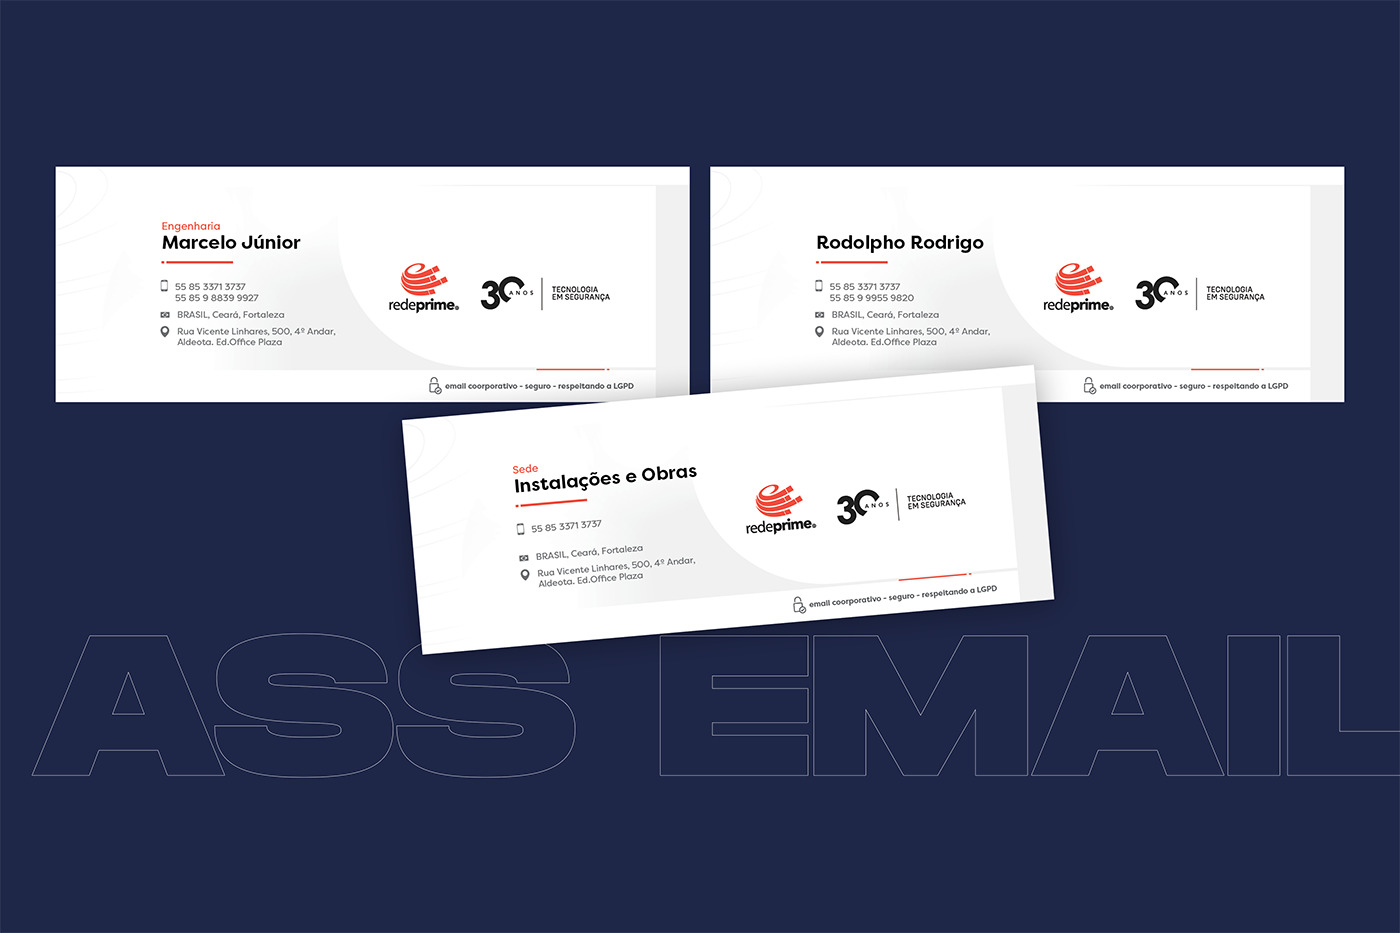 Engenharia
Marcelo Júnior
55 85 3371 3737
55 85 9 8839 9927
BRASIL, Ceará, Fortaleza
Rua Vicente Linhares, 500, 4º Andar,
Aldeota. Ed.Office Plaza
redeprime®
30 ANOS
TECNOLOGIA
EM SEGURANÇA
email coorporativo - seguro - respeitando a LGPD
Rodolpho Rodrigo
55 85 3371 3737
55 85 9 9955 9820
BRASIL, Ceará, Fortaleza
Rua Vicente Linhares, 500, 4º Andar,
Aldeota. Ed.Office Plaza
redeprime®
30 ANOS
TECNOLOGIA
EM SEGURANÇA
email coorporativo - seguro - respeitando a LGPD
Sede
Instalações e Obras
55 85 3371 3737
BRASIL, Ceará, Fortaleza
Rua Vicente Linhares, 500, 4º Andar,
Aldeota. Ed.Office Plaza
redeprime®
30 ANOS
TECNOLOGIA
EM SEGURANÇA
email coorporativo - seguro - respeitando a LGPD
ASS EMAIL